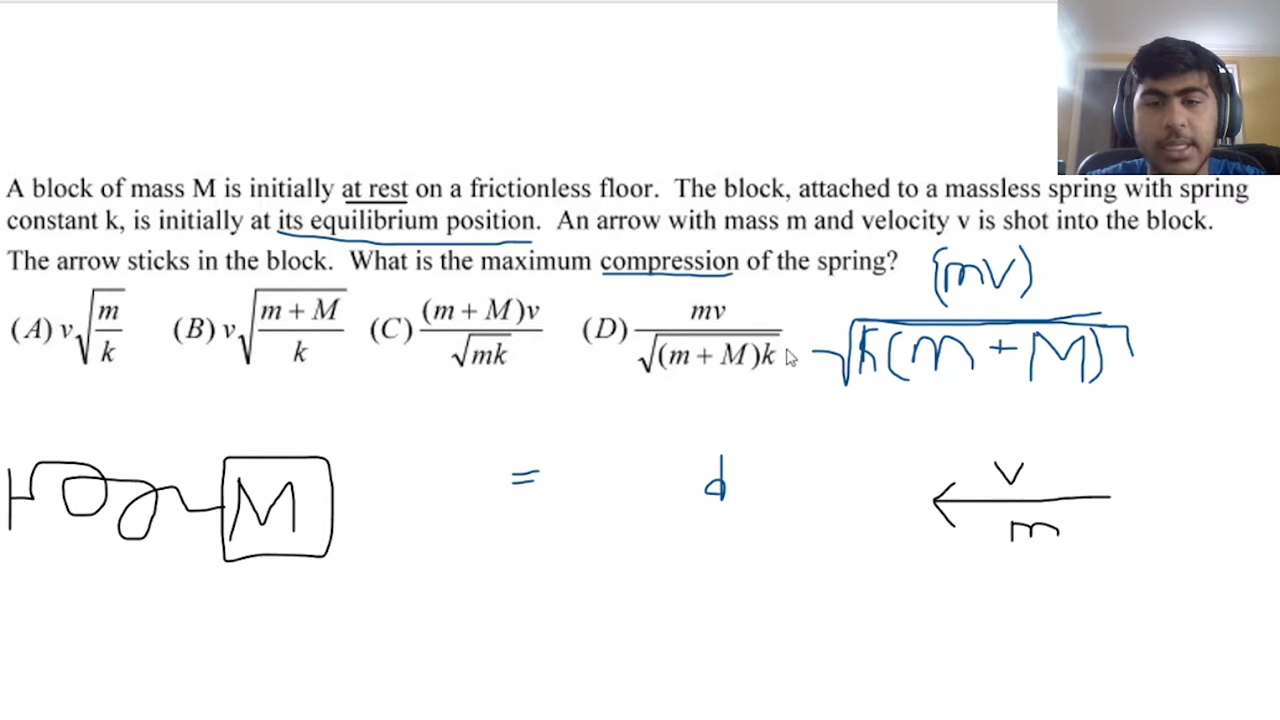 A block of mass M is initially at rest on a frictionless floor. The block, attached to a massless spring with spring
constant k, is initially at its equilibrium position. An arrow with mass m and velocity v is shot into the block.
The arrow sticks in the block. What is the maximum compression of the spring?
(A) v√(m/k) (B) v√((m + M)/k) (C) (m + M)v/√mk (D) mv/√((m + M)k)
(mv)
√k(m + M)
M
= d
v
m